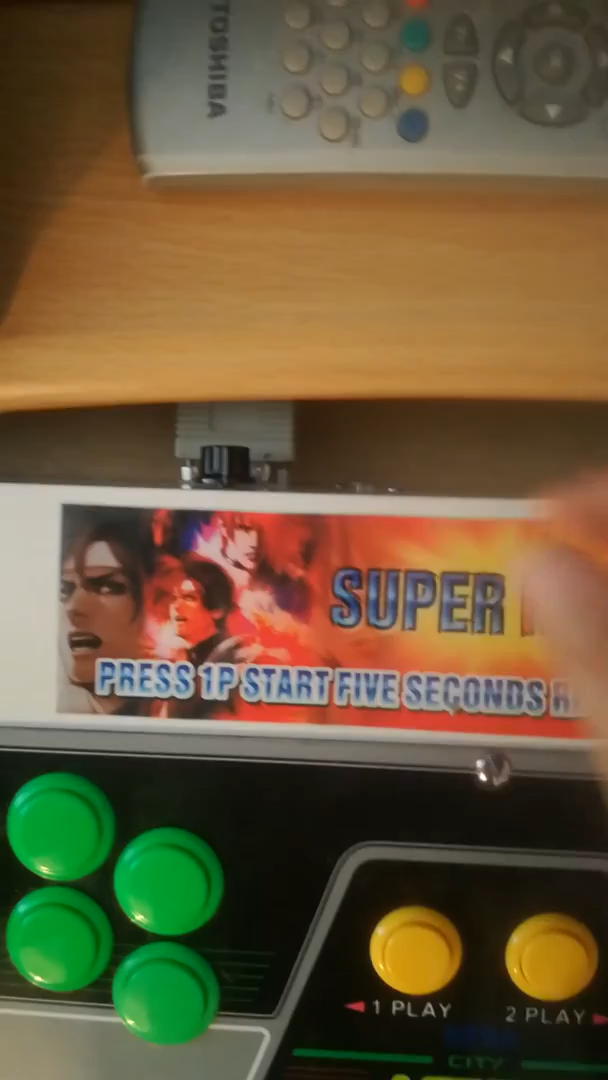 TOSHIBA
SUPER
PRESS 1P START FIVE SECONDS
1 PLAY
2 PLAY
CITY